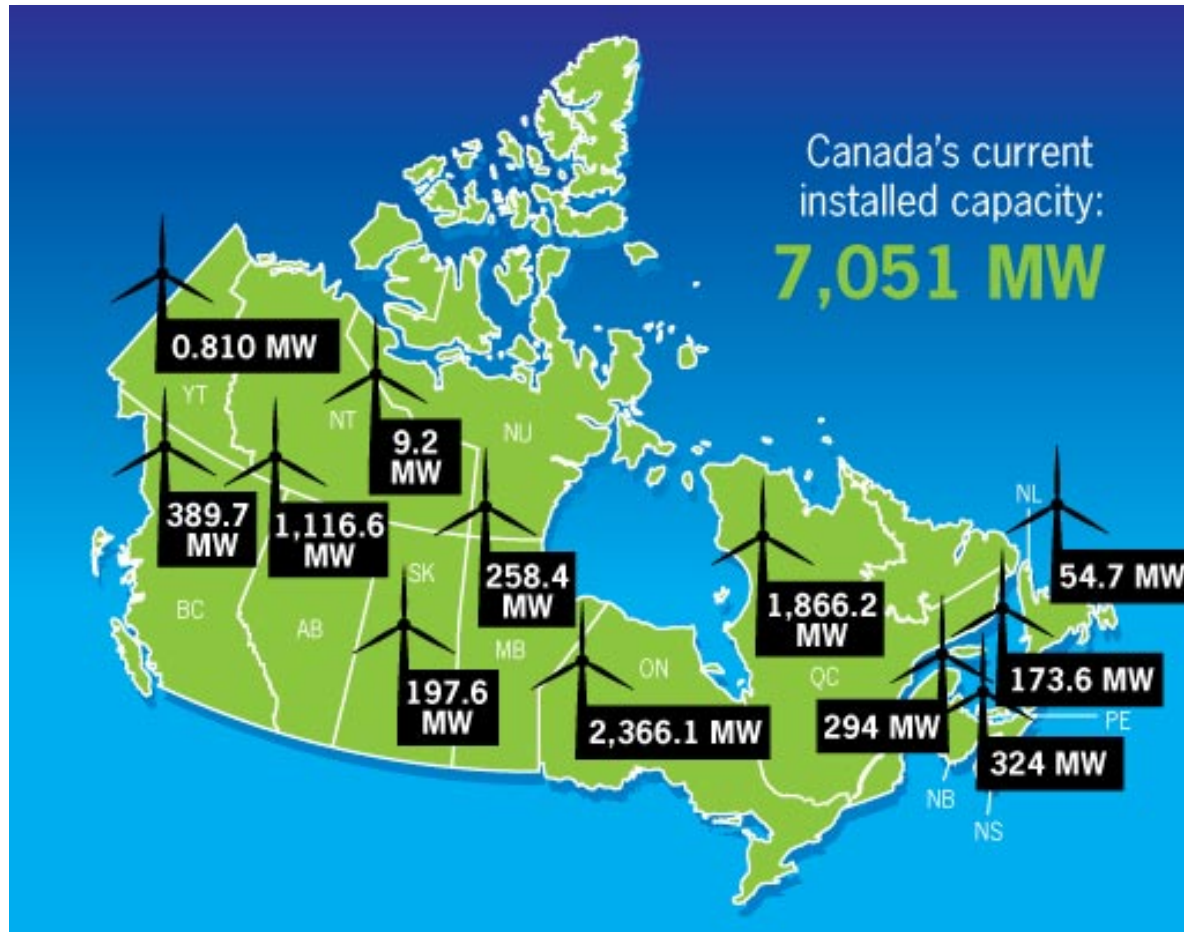 Canada's current
installed capacity:
7,051 MW
0.810 MW
YT
NT
9.2
MW
NU
389.7
MW
1,116.6
MW
258.4
MW
SK
BC
AB
MB
197.6
MW
ON
2,366.1 MW
1,866.2
MW
QC
NL
54.7 MW
173.6 MW
294 MW
PE
324 MW
NB
NS